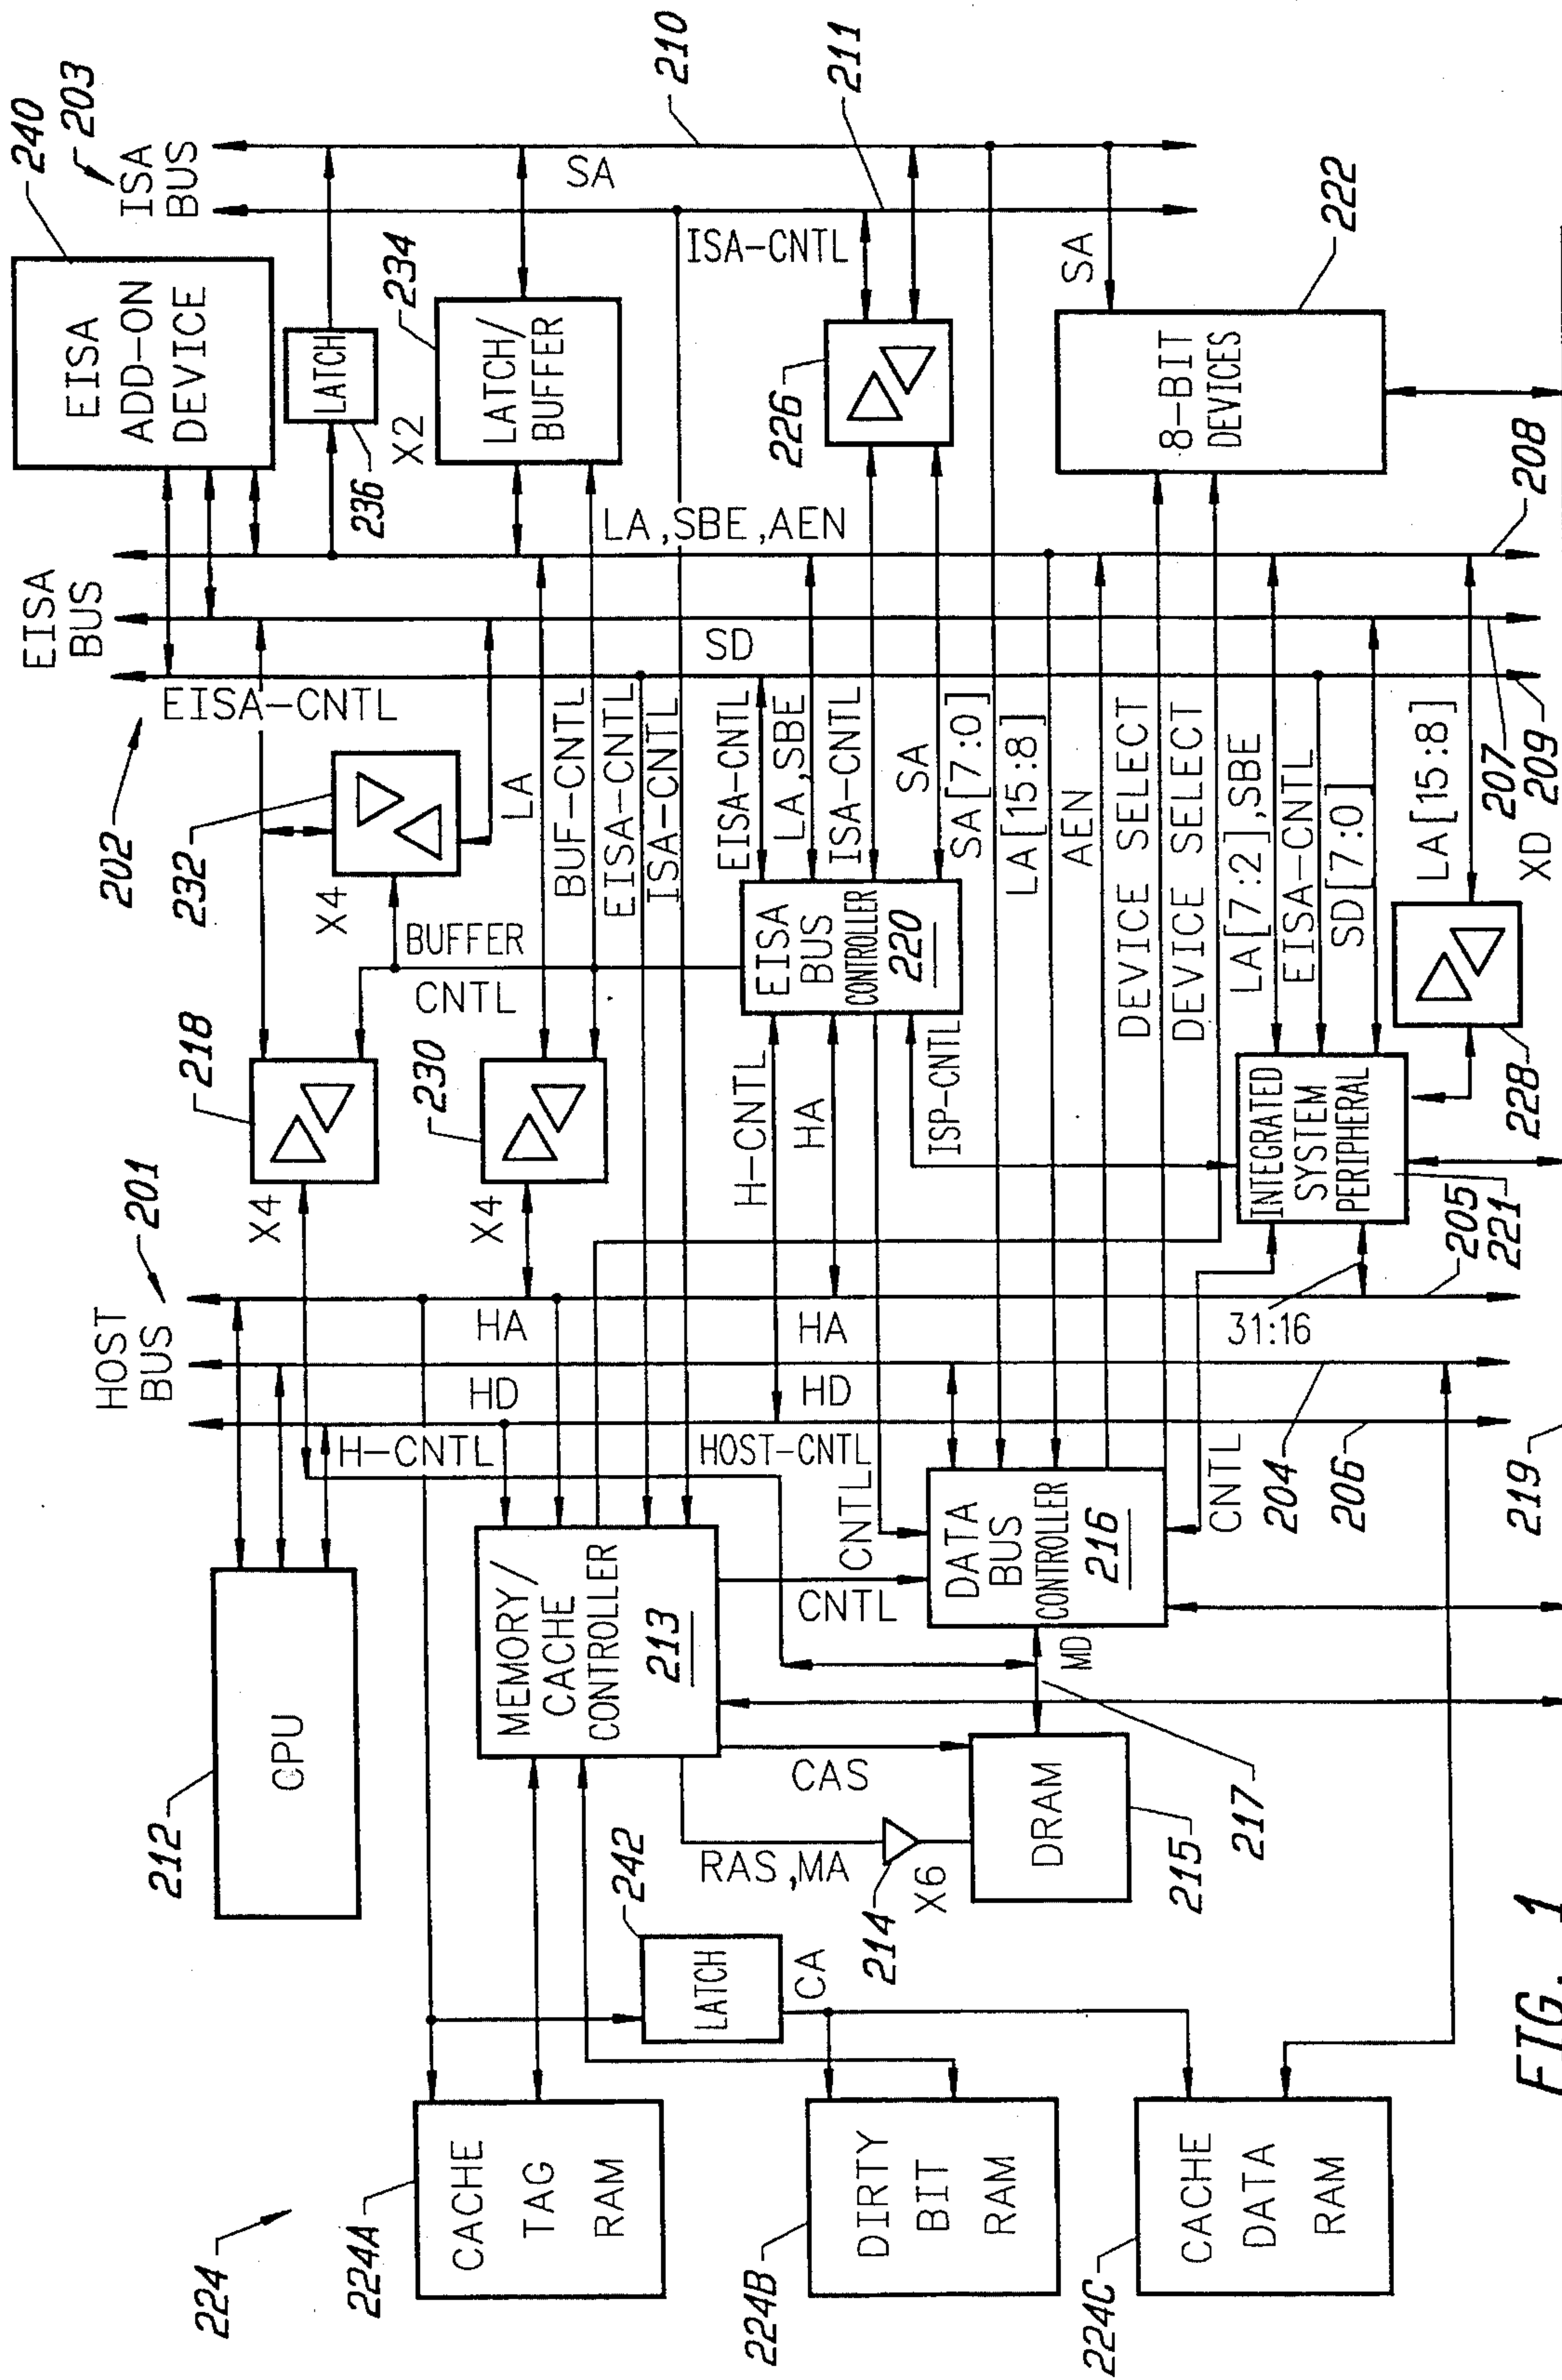 240
203
ISA
BUS
210
EISA
ADD-ON
DEVICE
LATCH
236
X2
234
LATCH/
BUFFER
SA
ISA-CNTL
211
226
SA
8-BIT
DEVICES
222
EISA
BUS
202
EISA-CNTL
SD
LA,SBE,AEN
208
207
209
XD
232
X4
LA
BUF-CNTL
EISA-CNTL
ISA-CNTL
BUFFER
CNTL
218
X4
230
X4
EISA-CNTL
LA,SBE
ISA-CNTL
SA
SA[7:0]
LA[15:8]
AEN
DEVICE SELECT
DEVICE SELECT
LA[7:2],SBE
EISA-CNTL
SD[7:0]
LA[15:8]
EISA
BUS
CONTROLLER
220
H-CNTL
HA
ISP-CNTL
INTEGRATED
SYSTEM
PERIPHERAL
228
221
205
31:16
201
HOST
BUS
HA
HA
HD
HD
H-CNTL
HOST-CNTL
CNTL
CNTL
CNTL
204
206
219
212
CPU
MEMORY/
CACHE
CONTROLLER
213
DATA
BUS
CONTROLLER
216
MD
217
CAS
RAS,MA
214
X6
DRAM
215
242
LATCH
CA
224
224A
CACHE
TAG
RAM
224B
DIRTY
BIT
RAM
224C
CACHE
DATA
RAM
FIG. 1